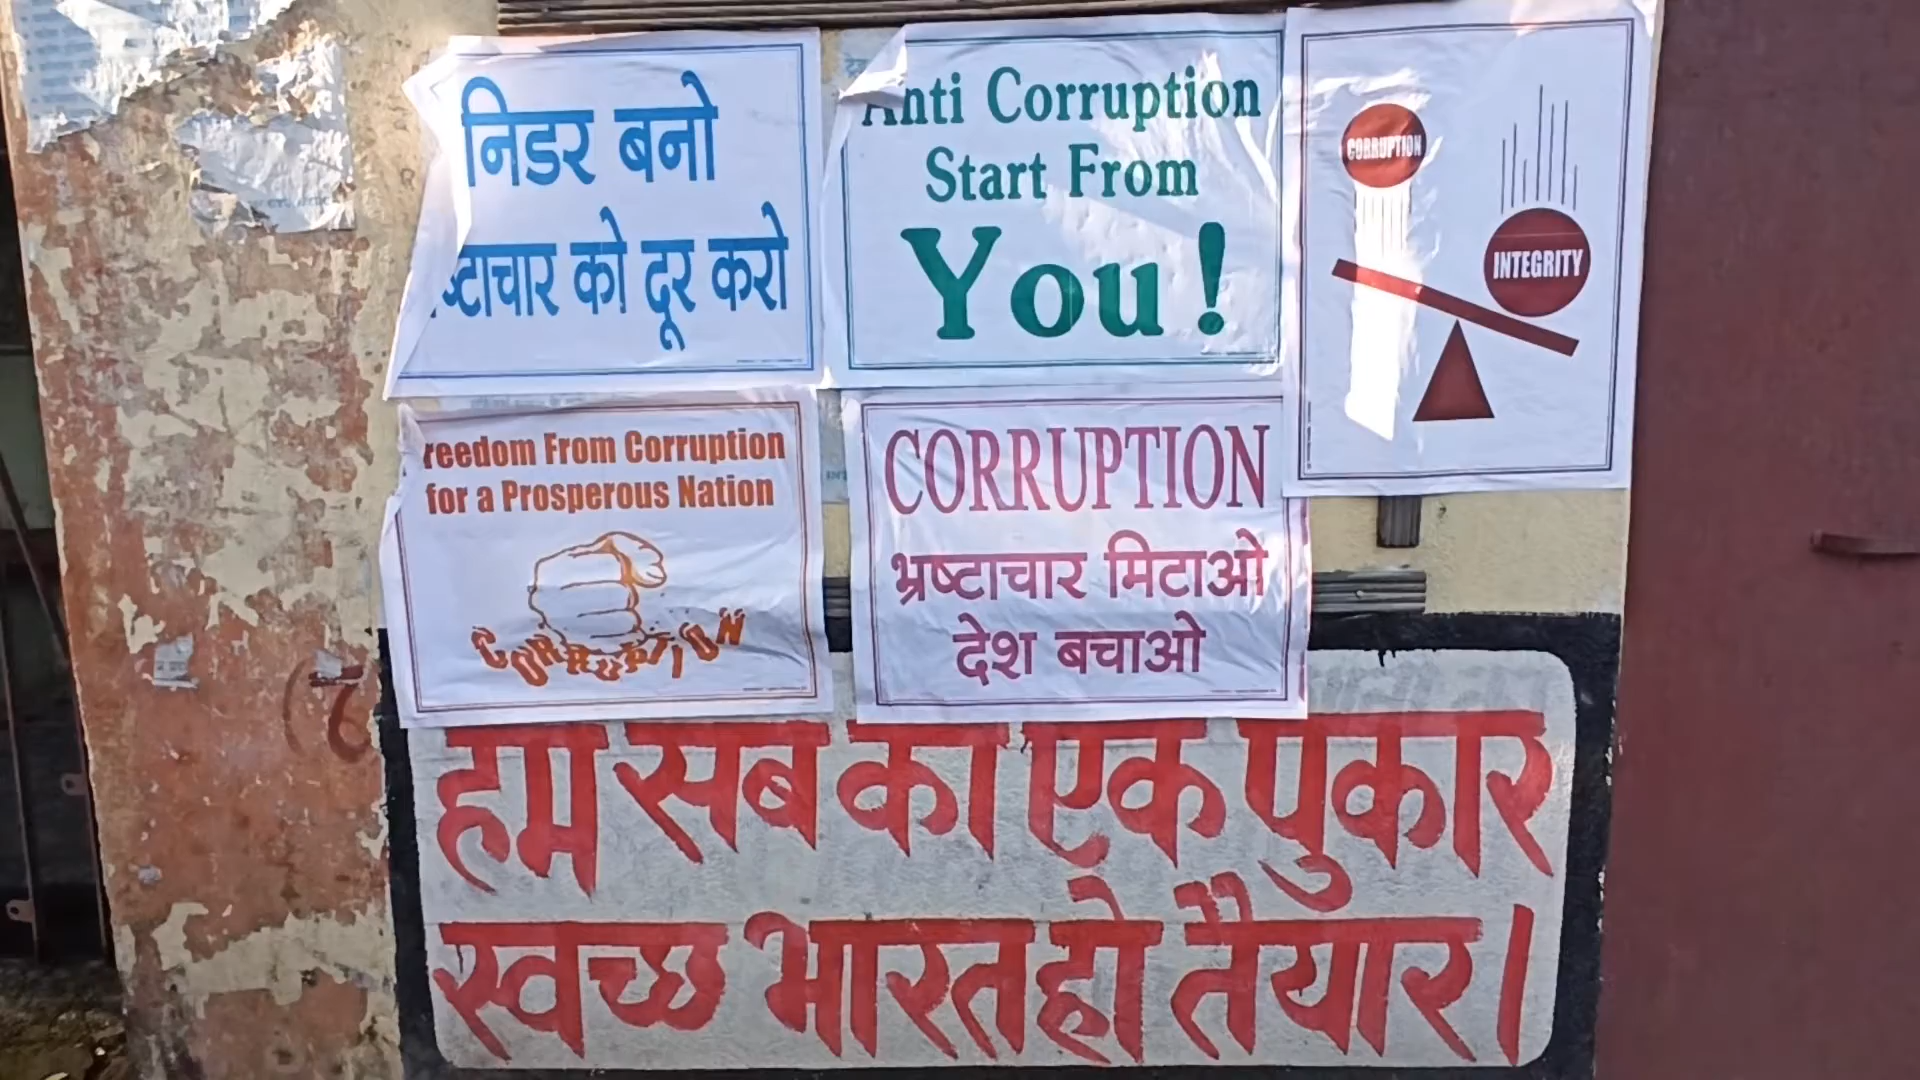 निडर बनो
ष्टाचार को दूर करो
Anti Corruption
Start From
You!
CORRUPTION
INTEGRITY
reedom From Corruption
for a Prosperous Nation
CORRUPTION
CORRUPTION
भ्रष्टाचार मिटाओ
देश बचाओ
हम सब का एक पुकार
स्वच्छ भारत हो तैयार।